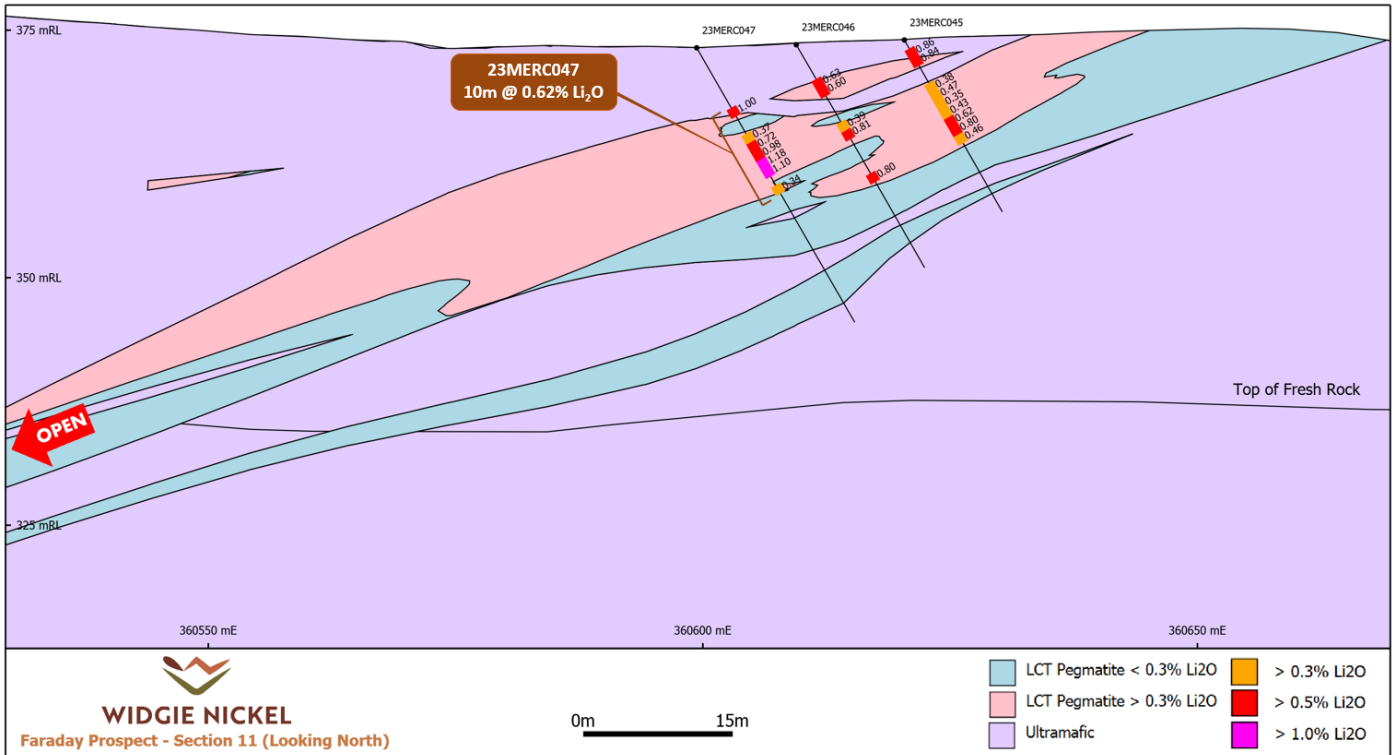 375 mRL
23MERC047
23MERC046
23MERC045
23MERC047
10m @ 0.62% Li₂O
0.86
0.84
0.63
0.60
0.38
0.47
0.35
0.43
0.62
0.80
0.46
1.00
0.39
0.81
0.37
0.72
0.98
1.18
1.10
0.34
0.80
350 mRL
Top of Fresh Rock
OPEN
325 mRL
360550 mE
360600 mE
360650 mE
WIDGIE NICKEL
Faraday Prospect - Section 11 (Looking North)
0m 15m
LCT Pegmatite < 0.3% Li2O
LCT Pegmatite > 0.3% Li2O
Ultramafic
> 0.3% Li2O
> 0.5% Li2O
> 1.0% Li2O